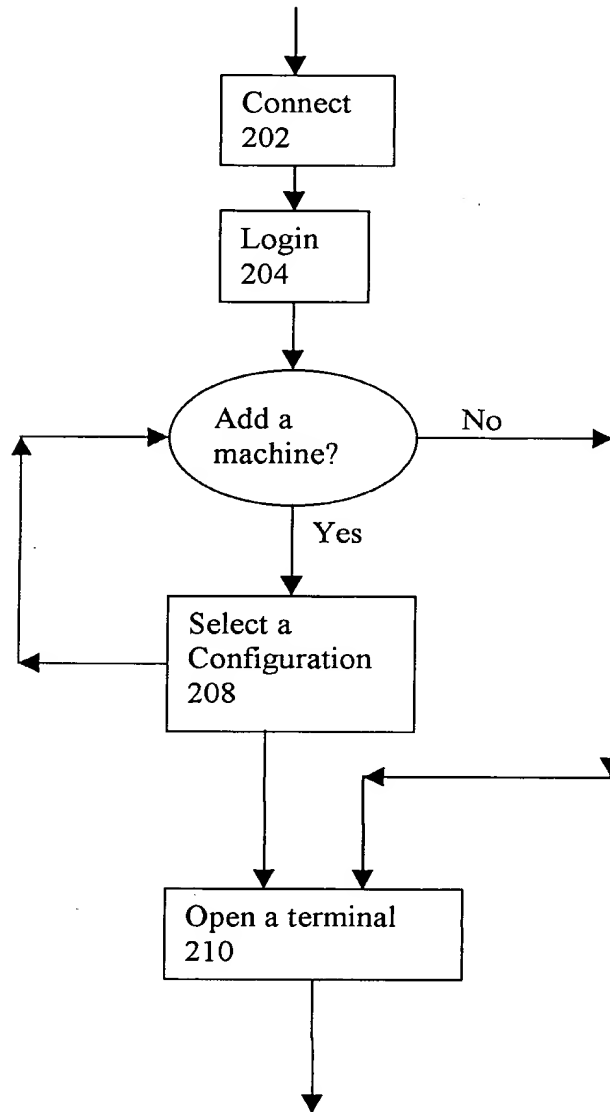 Connect
202
Login
204
Add a
machine?
No
Yes
Select a
Configuration
208
Open a terminal
210